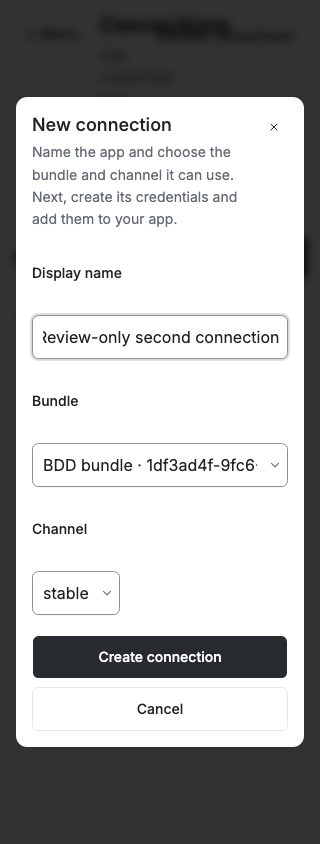 Connections
New connection
×
Name the app and choose the
bundle and channel it can use.
Next, create its credentials and
add them to your app.
Display name
Review-only second connection
Bundle
BDD bundle · 1df3ad4f-9fc6-
Channel
stable
Create connection
Cancel